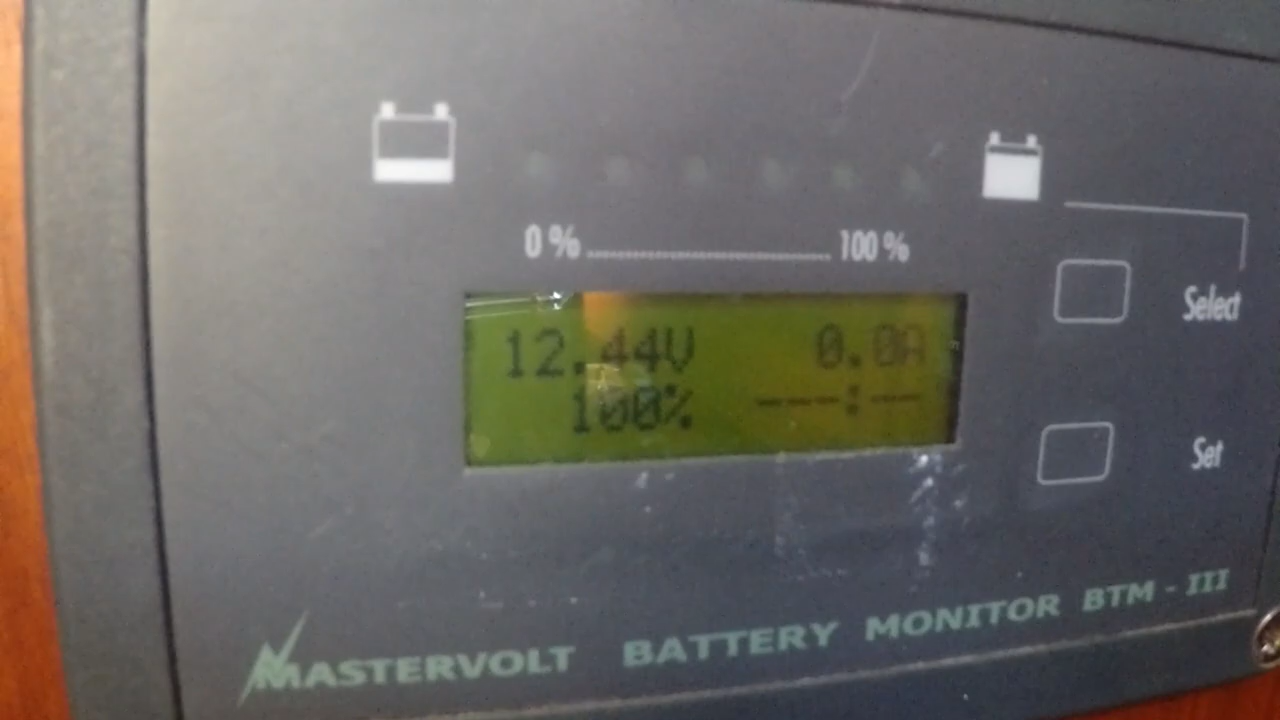 0% 100%
12.44V 0.0A
100% ---:--
Select
Set
MASTERVOLT BATTERY MONITOR BTM-III